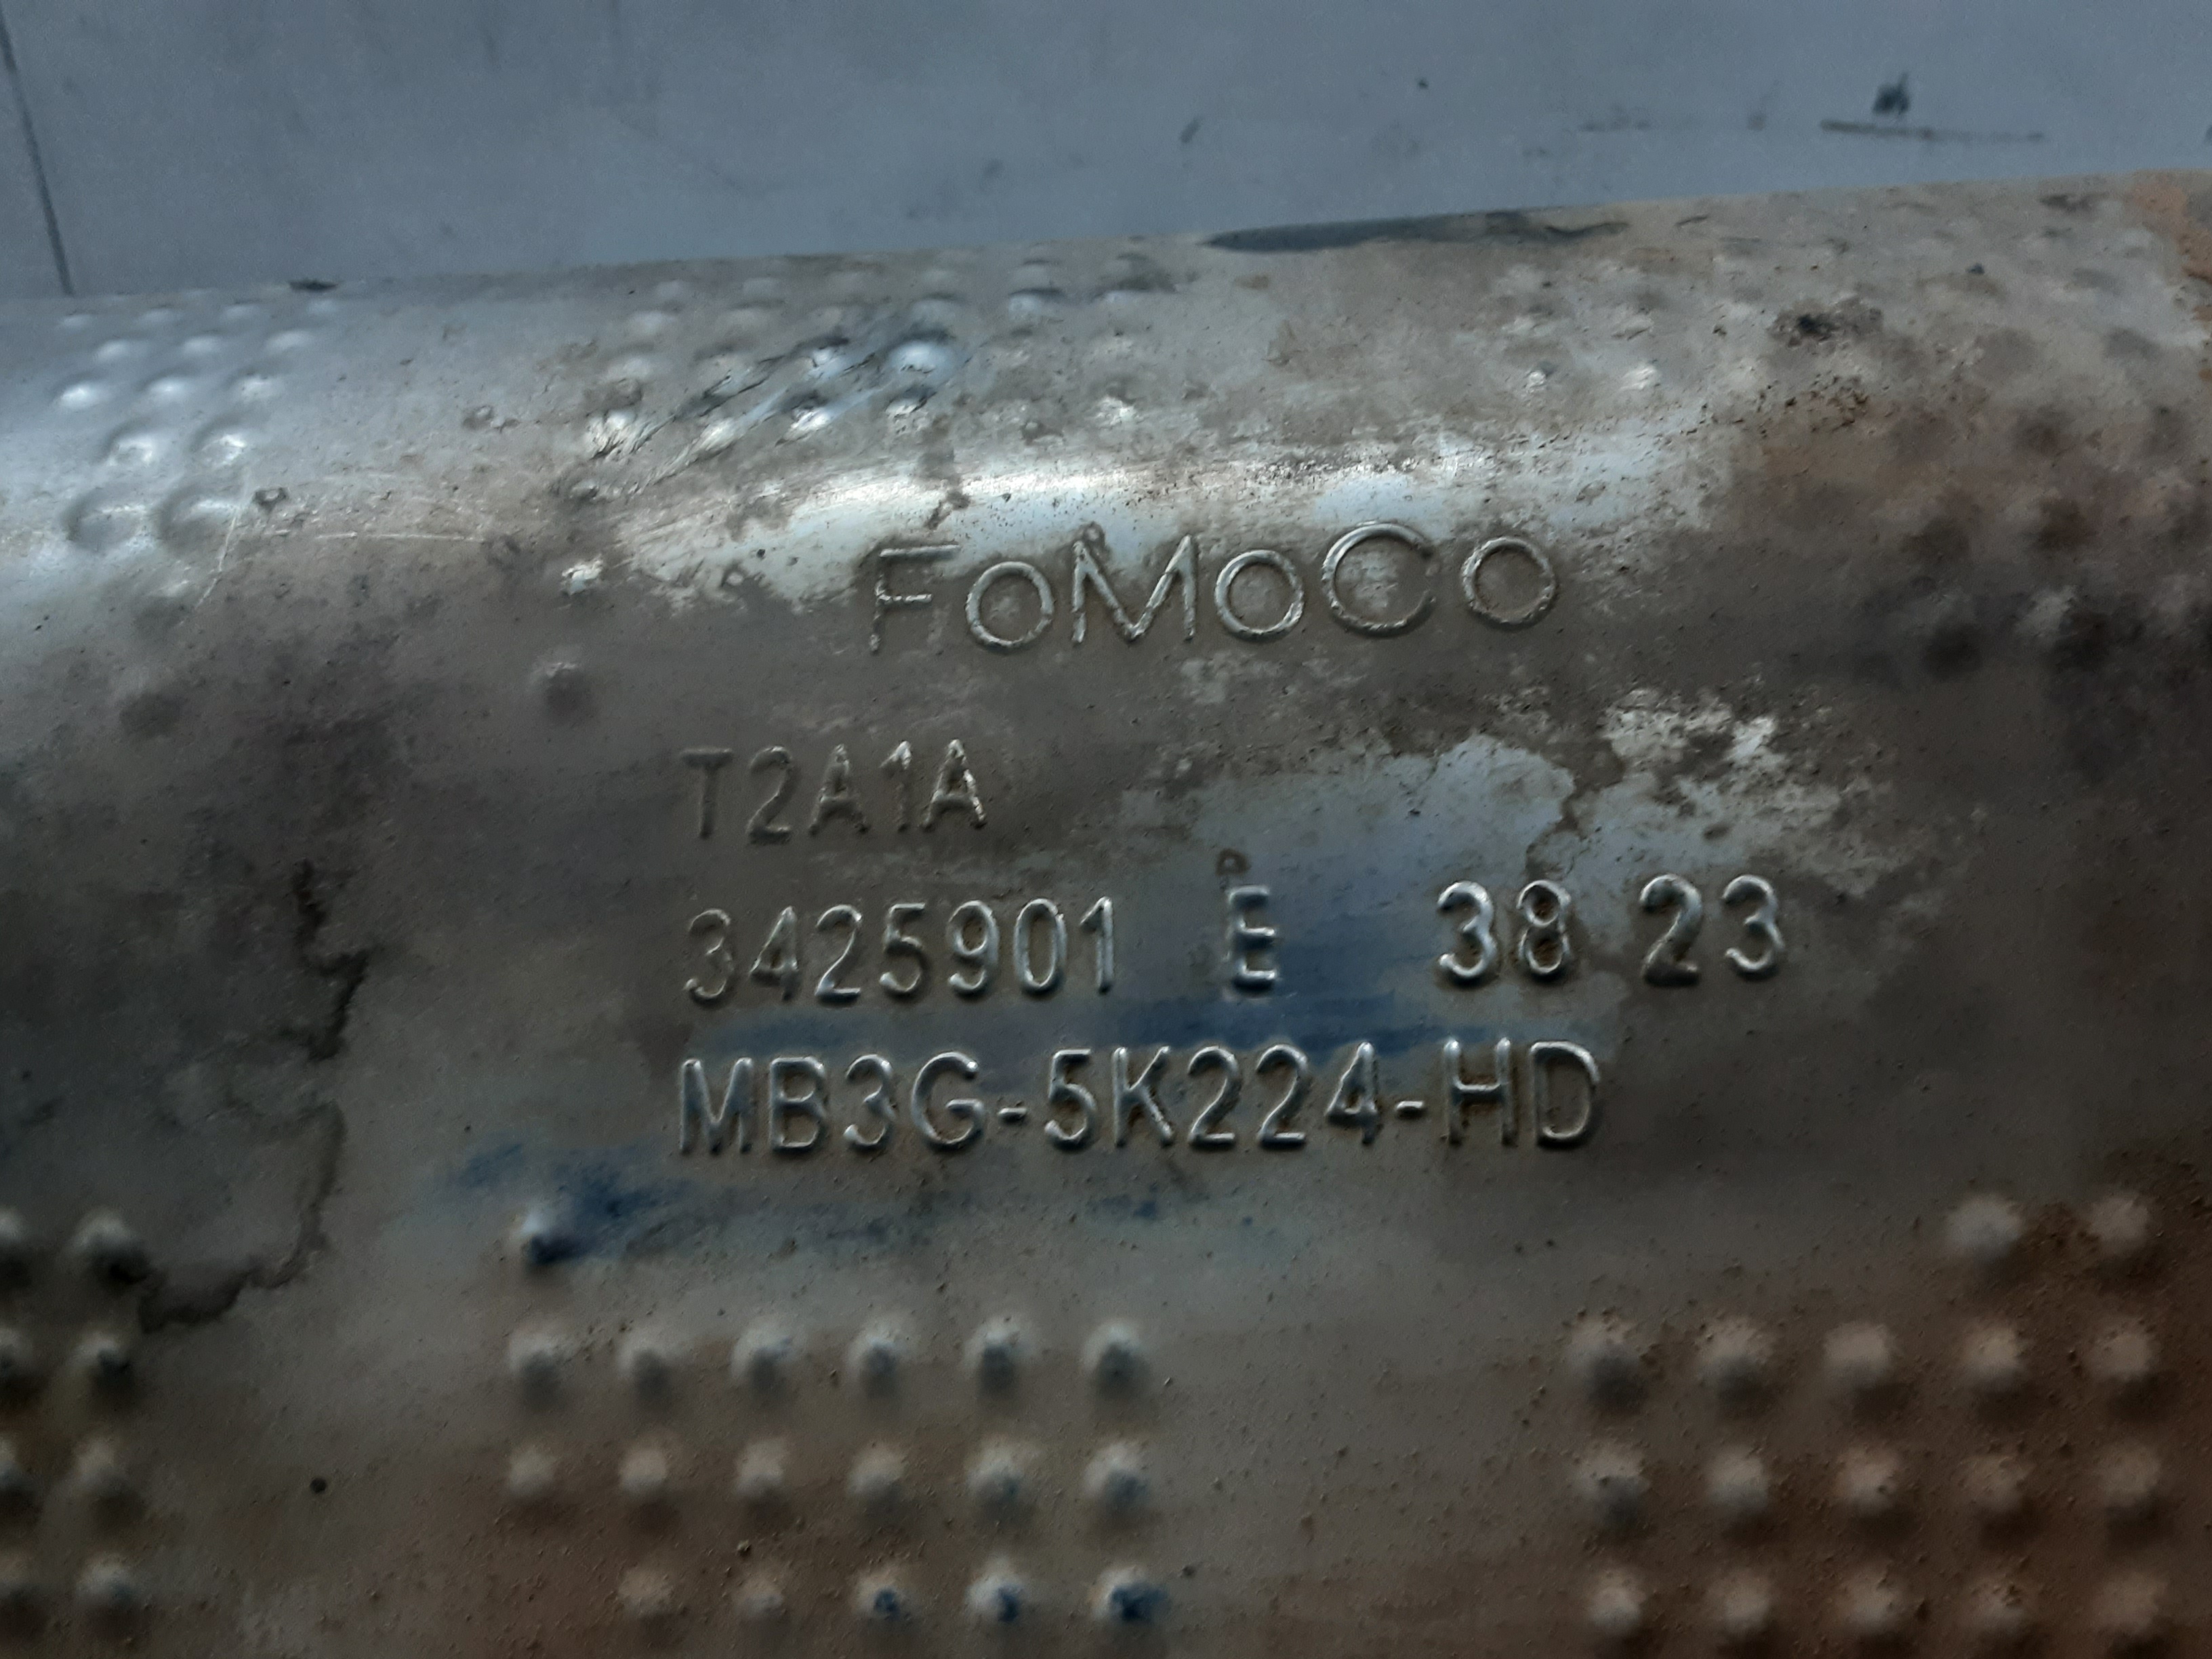 FoMoCo
T2A1A
3425901 E 38 23
MB3G-5K224-HD